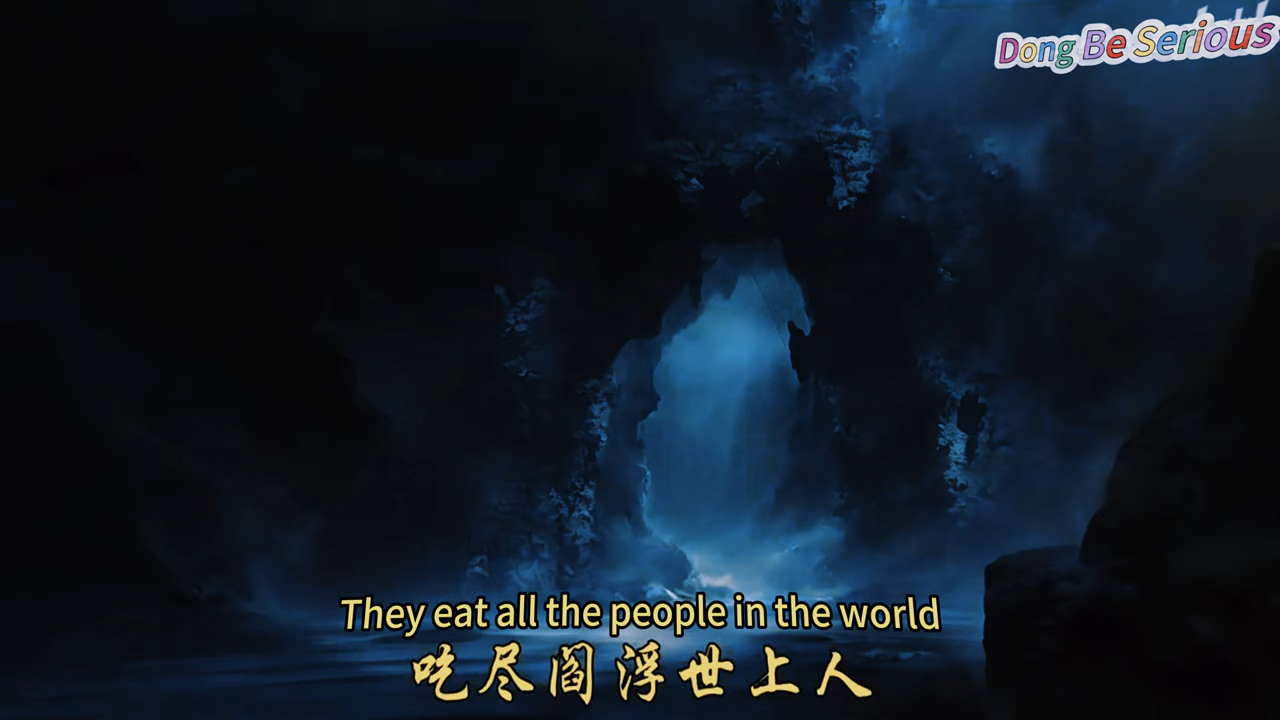 Dong Be Serious
They eat all the people in the world
吃尽阎浮世上人